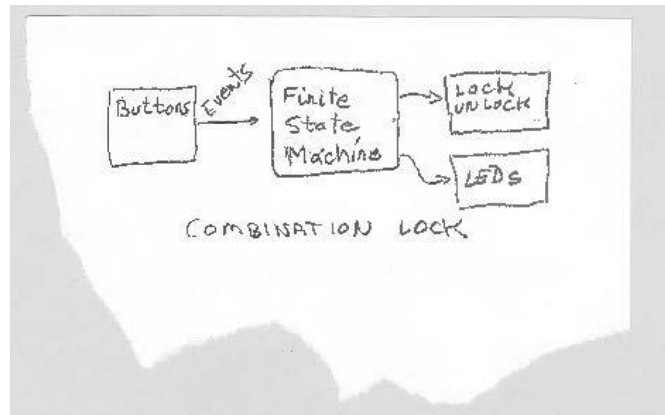 Buttons
Events
Finite
State
Machine
Lock
UNLOCK
LEDS
COMBINATION LOCK